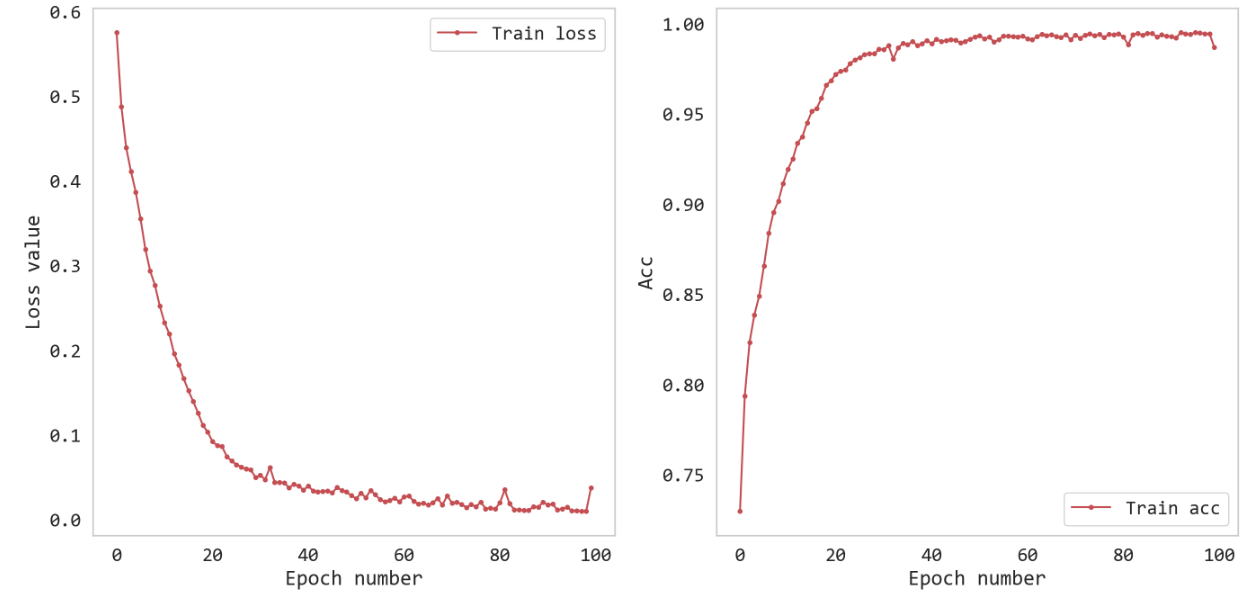 0.6
0.5
0.4
0.3
0.2
0.1
0.0
Loss value
Train loss
0 20 40 60 80 100
Epoch number
1.00
0.95
0.90
0.85
0.80
0.75
Acc
Train acc
0 20 40 60 80 100
Epoch number